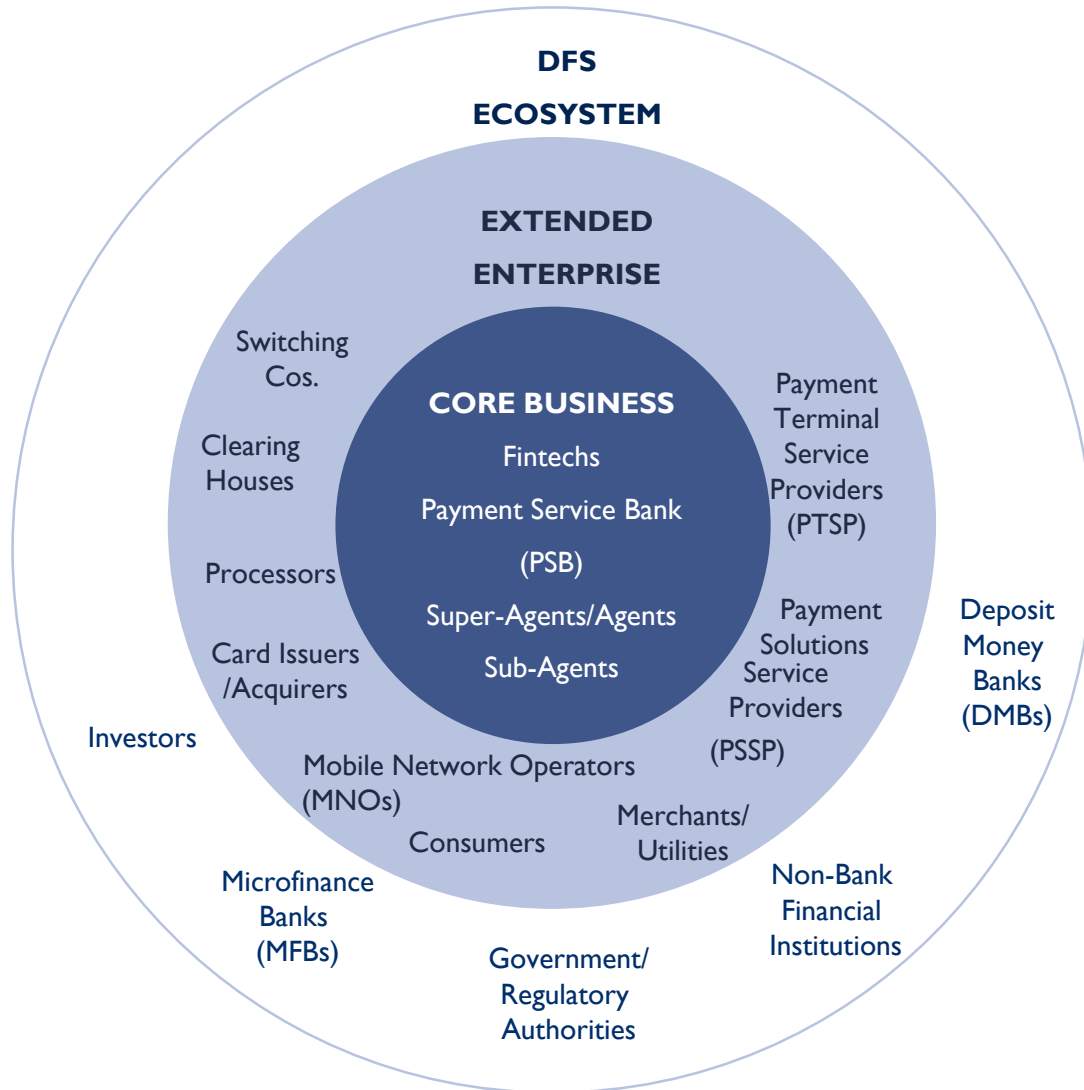 DFS
ECOSYSTEM
EXTENDED
ENTERPRISE
Switching
Cos.
Clearing
Houses
Processors
Card Issuers
/Acquirers
Mobile Network Operators
(MNOs)
Consumers
Merchants/
Utilities
Payment
Terminal
Service
Providers
(PTSP)
Payment
Solutions
Service
Providers
(PSSP)
CORE BUSINESS
Fintechs
Payment Service Bank
(PSB)
Super-Agents/Agents
Sub-Agents
Investors
Microfinance
Banks
(MFBs)
Government/
Regulatory
Authorities
Non-Bank
Financial
Institutions
Deposit
Money
Banks
(DMBs)